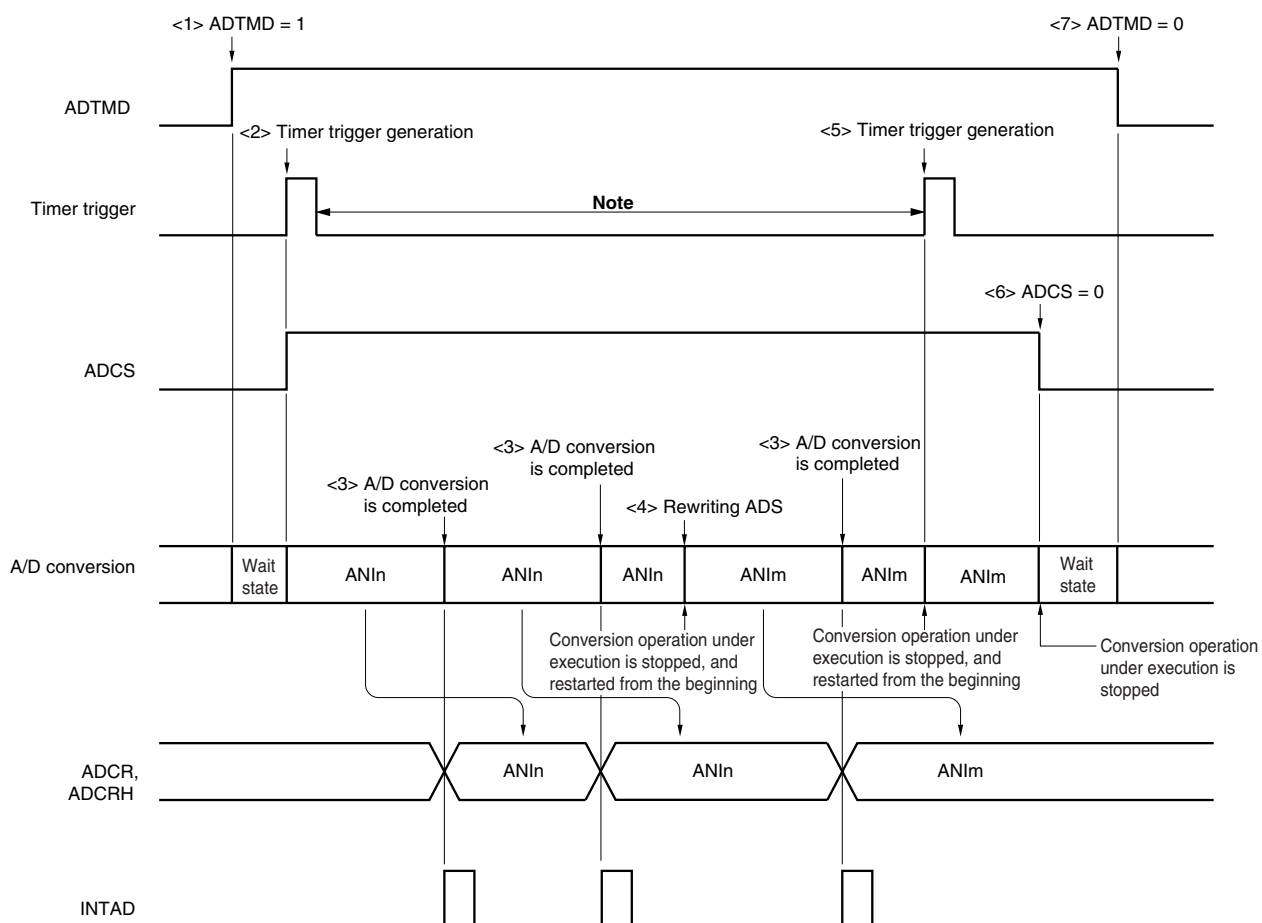 <1> ADTMD = 1
<7> ADTMD = 0
ADTMD
<2> Timer trigger generation
<5> Timer trigger generation
Timer trigger
Note
<6> ADCS = 0
ADCS
<3> A/D conversion
is completed
<3> A/D conversion
is completed
<3> A/D conversion
is completed
<4> Rewriting ADS
A/D conversion
Wait
state
ANIn
ANIn
ANIn
ANIm
ANIm
ANIm
Wait
state
Conversion operation under
execution is stopped, and
restarted from the beginning
Conversion operation under
execution is stopped, and
restarted from the beginning
Conversion operation
under execution is
stopped
ADCR,
ADCRH
ANIn
ANIn
ANIm
INTAD